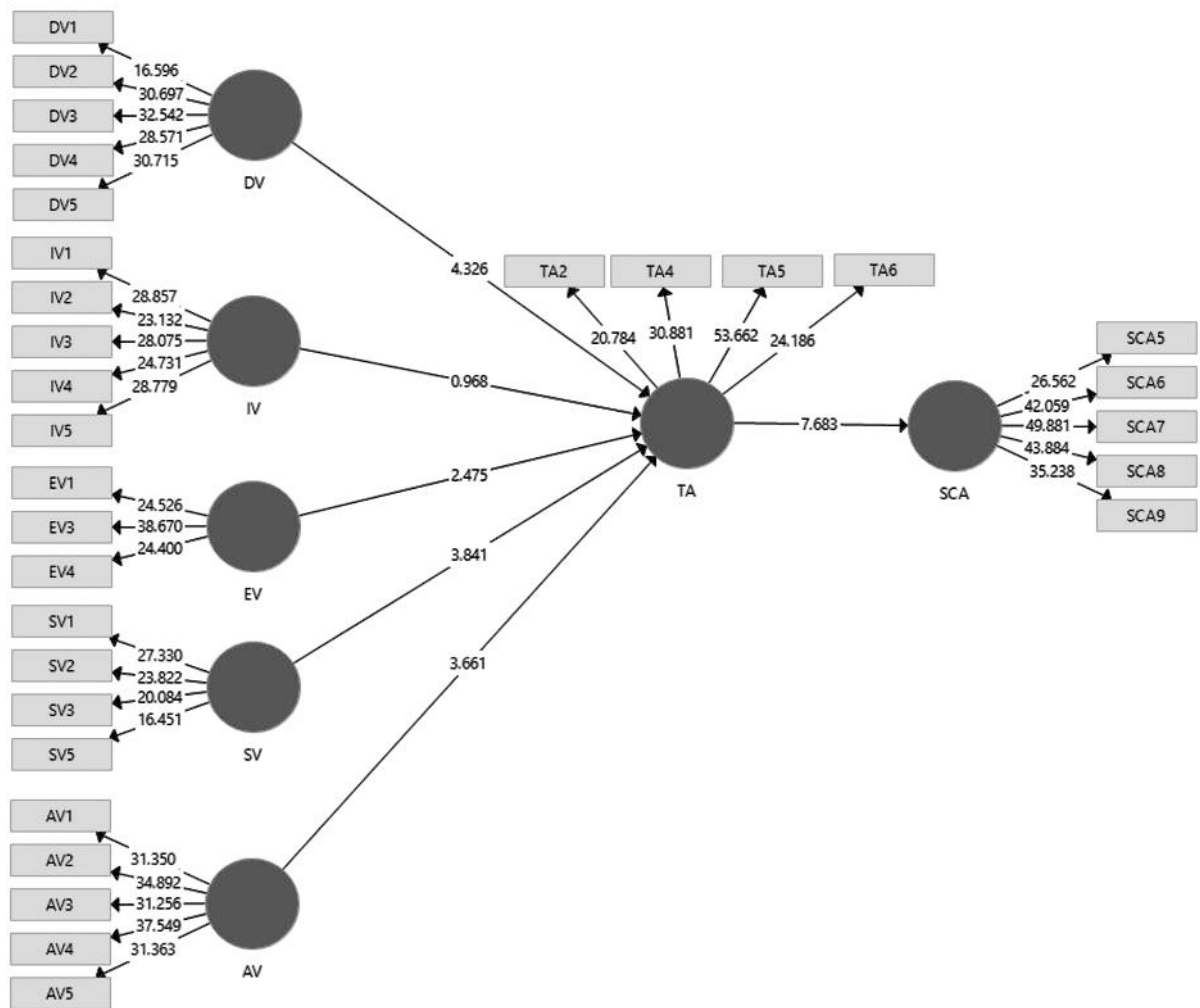 DV1
DV2
DV3
DV4
DV5
16.596
30.697
32.542
28.571
30.715
DV
IV1
IV2
IV3
IV4
IV5
28.857
23.132
28.075
24.731
28.779
IV
EV1
EV3
EV4
24.526
38.670
24.400
EV
SV1
SV2
SV3
SV5
27.330
23.822
20.084
16.451
SV
AV1
AV2
AV3
AV4
AV5
31.350
34.892
31.256
37.549
31.363
AV
4.326
0.968
2.475
3.841
3.661
TA2
TA4
TA5
TA6
20.784
30.881
53.662
24.186
TA
7.683
SCA
26.562
42.059
49.881
43.884
35.238
SCA5
SCA6
SCA7
SCA8
SCA9